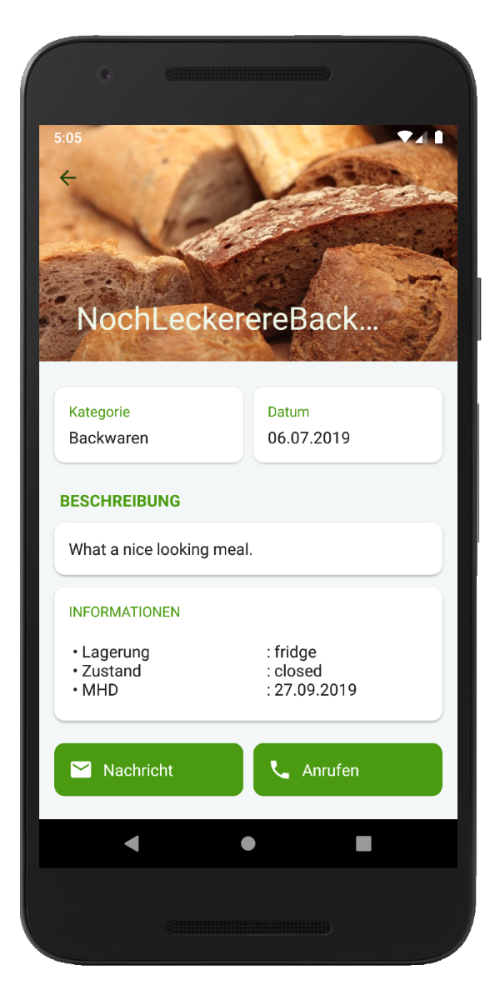 5:05
NochLeckerereBack...
Kategorie
Backwaren
Datum
06.07.2019
BESCHREIBUNG
What a nice looking meal.
INFORMATIONEN
• Lagerung : fridge
• Zustand : closed
• MHD : 27.09.2019
Nachricht
Anrufen